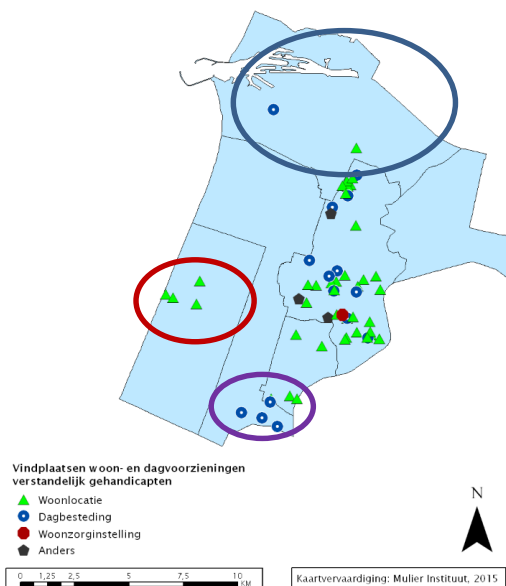 Vindplaatsen woon- en dagvoorzieningen
verstandelijk gehandicapten
Woonlocatie
Dagbesteding
Woonzorginstelling
Anders
N
0 1,25 2,5 5 7,5 10
Km
Kaartvervaardiging: Mulier Instituut, 2015